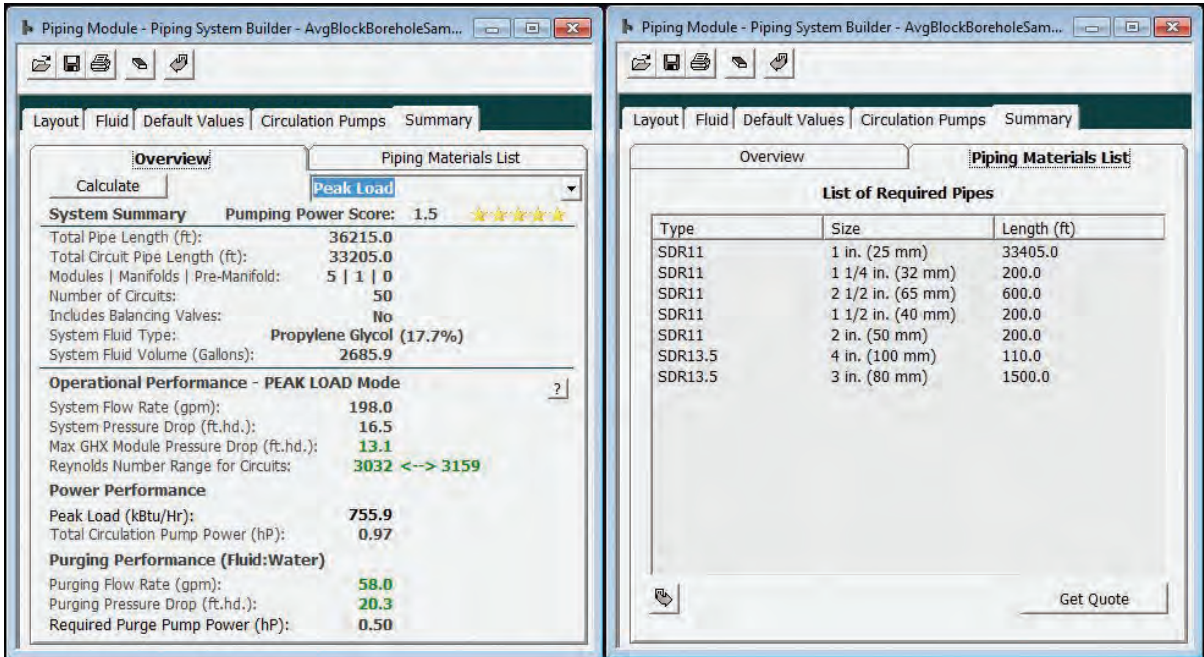 Piping Module - Piping System Builder - AvgBlockBoreholeSam...
Layout Fluid Default Values Circulation Pumps Summary
Overview Piping Materials List
Calculate Peak Load
System Summary Pumping Power Score: 1.5
Total Pipe Length (ft): 36215.0
Total Circuit Pipe Length (ft): 33205.0
Modules | Manifolds | Pre-Manifold: 5 | 1 | 0
Number of Circuits: 50
Includes Balancing Valves: No
System Fluid Type: Propylene Glycol (17.7%)
System Fluid Volume (Gallons): 2685.9
Operational Performance - PEAK LOAD Mode ?
System Flow Rate (gpm): 198.0
System Pressure Drop (ft.hd.): 16.5
Max GHX Module Pressure Drop (ft.hd.): 13.1
Reynolds Number Range for Circuits: 3032 <--> 3159
Power Performance
Peak Load (kBtu/Hr): 755.9
Total Circulation Pump Power (hP): 0.97
Purging Performance (Fluid:Water)
Purging Flow Rate (gpm): 58.0
Purging Pressure Drop (ft.hd.): 20.3
Required Purge Pump Power (hP): 0.50
Piping Module - Piping System Builder - AvgBlockBoreholeSam...
Layout Fluid Default Values Circulation Pumps Summary
Overview Piping Materials List
List of Required Pipes
Type Size Length (ft)
SDR11 1 in. (25 mm) 33405.0
SDR11 1 1/4 in. (32 mm) 200.0
SDR11 2 1/2 in. (65 mm) 600.0
SDR11 1 1/2 in. (40 mm) 200.0
SDR11 2 in. (50 mm) 200.0
SDR13.5 4 in. (100 mm) 110.0
SDR13.5 3 in. (80 mm) 1500.0
Get Quote